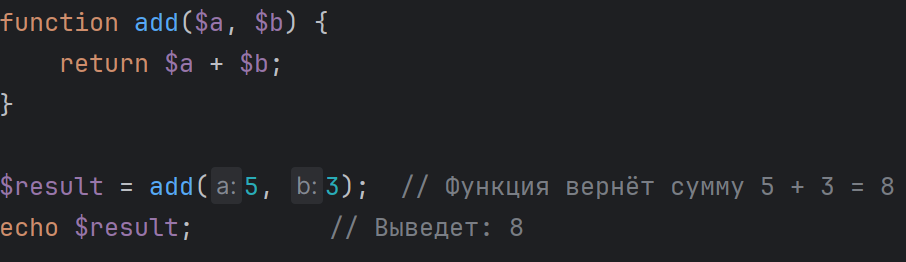 function add($a, $b) {
    return $a + $b;
}
$result = add(a: 5, b: 3);  // Функция вернёт сумму 5 + 3 = 8
echo $result;         // Выведет: 8